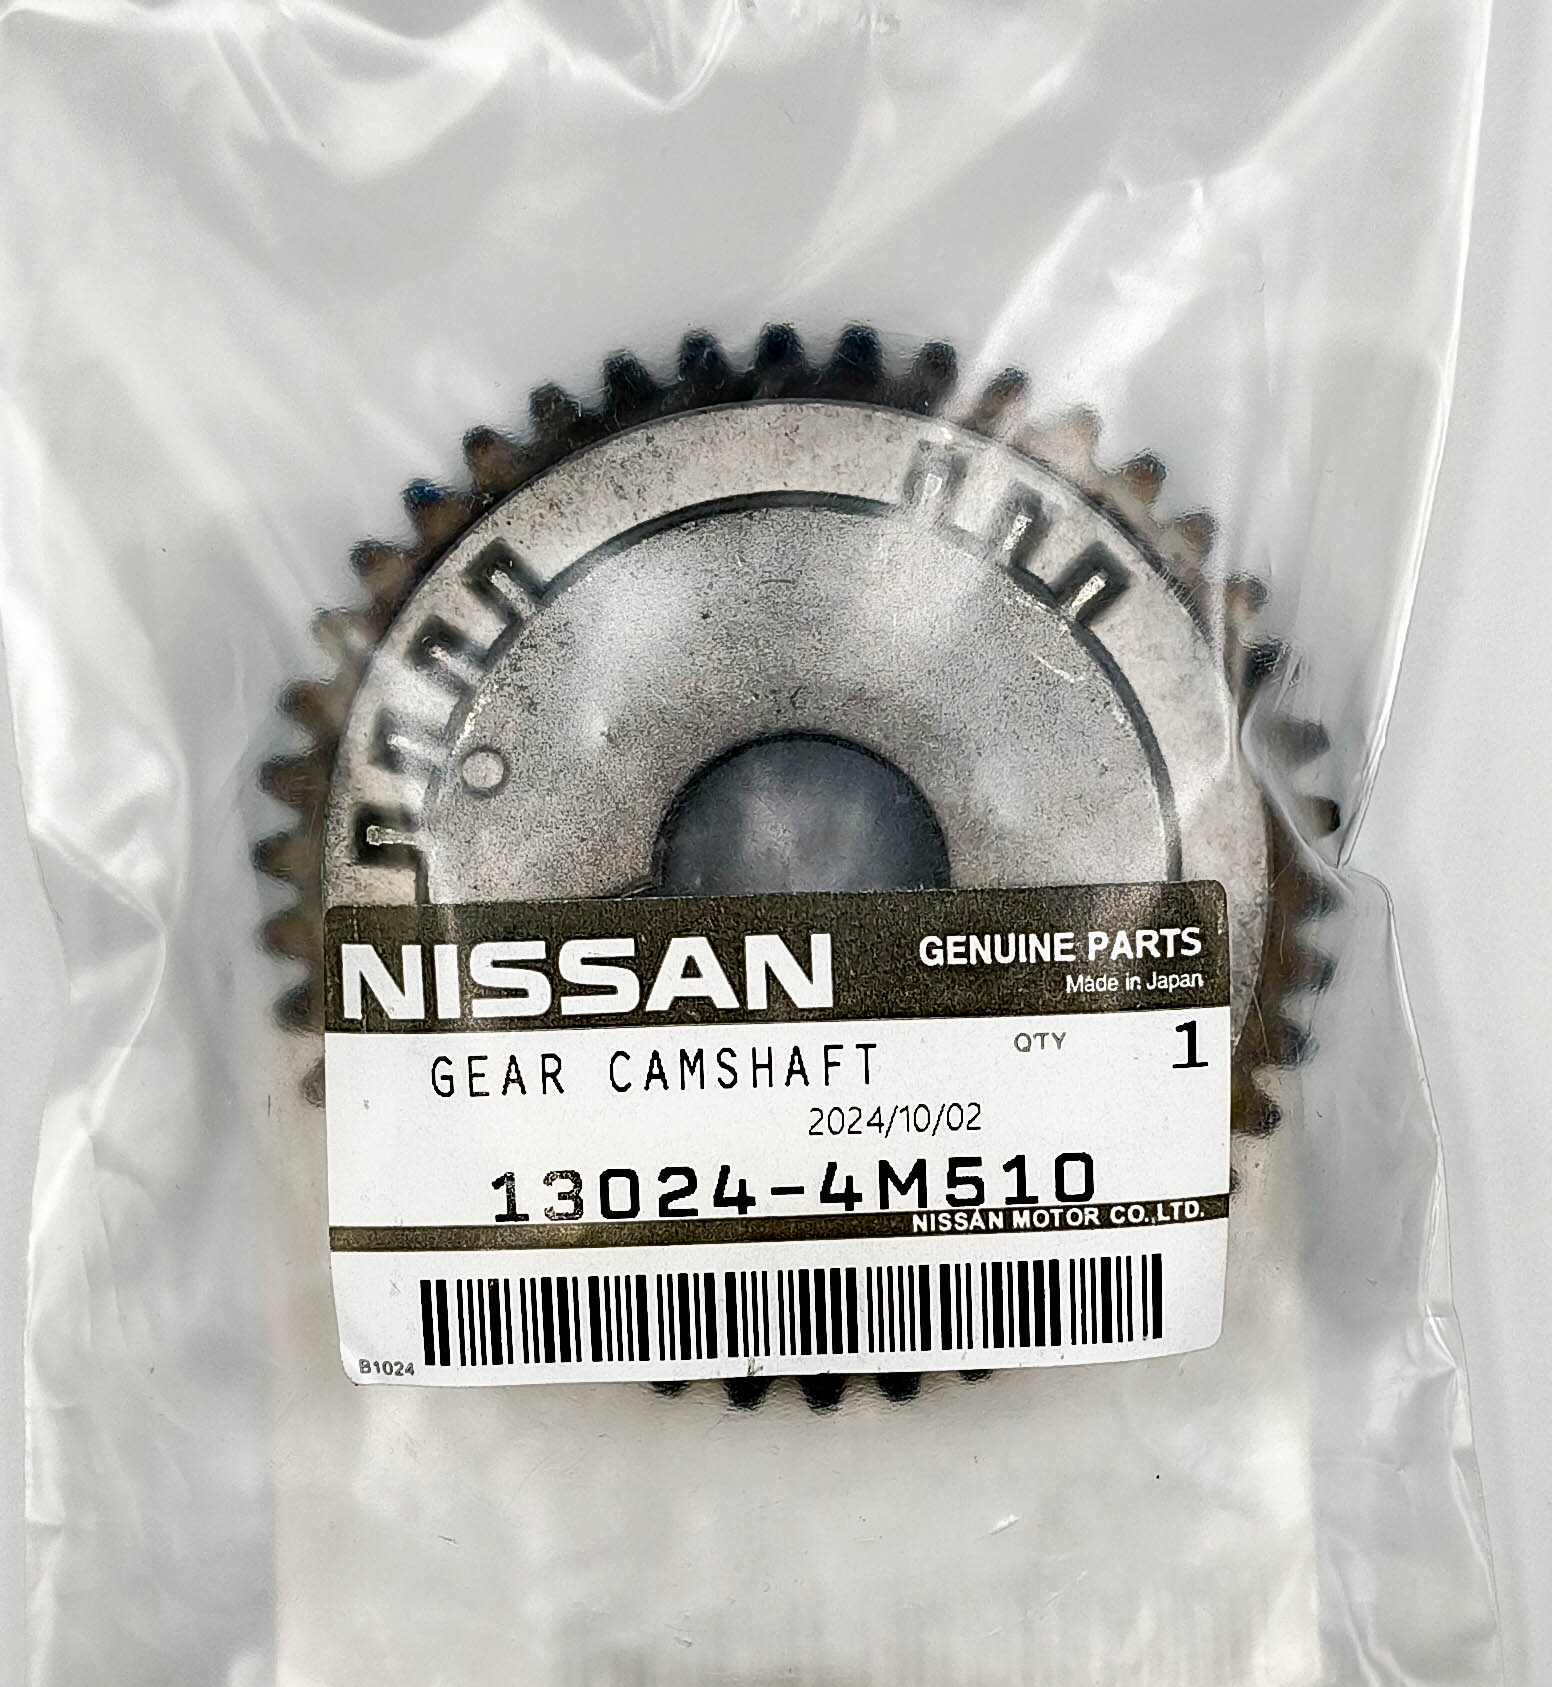 NISSAN
GENUINE PARTS
Made in Japan
GEAR CAMSHAFT
QTY 1
2024/10/02
13024-4M510
NISSAN MOTOR CO.,LTD.
B1024